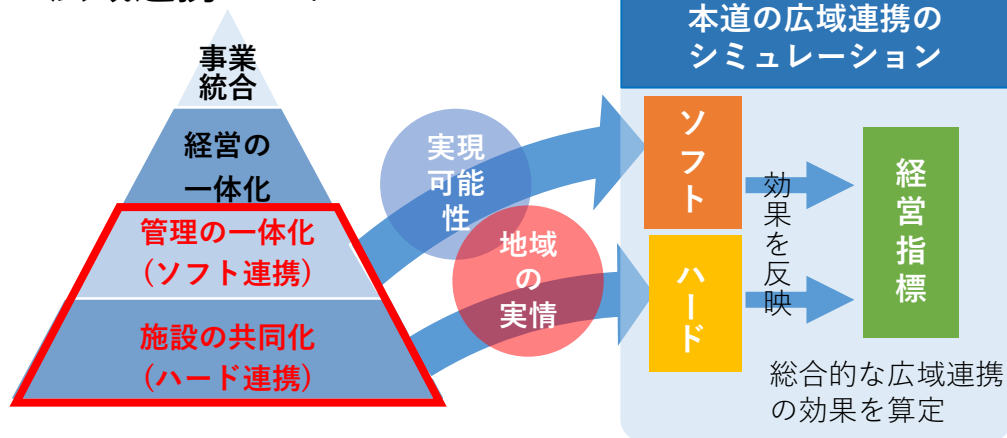 事業
統合
経営の
一体化
管理の一体化
(ソフト連携)
施設の共同化
(ハード連携)
実現
可能
性
地域
の
実情
本道の広域連携の
シミュレーション
ソフト
ハード
効果を反映
経営指標
総合的な広域連携
の効果を算定